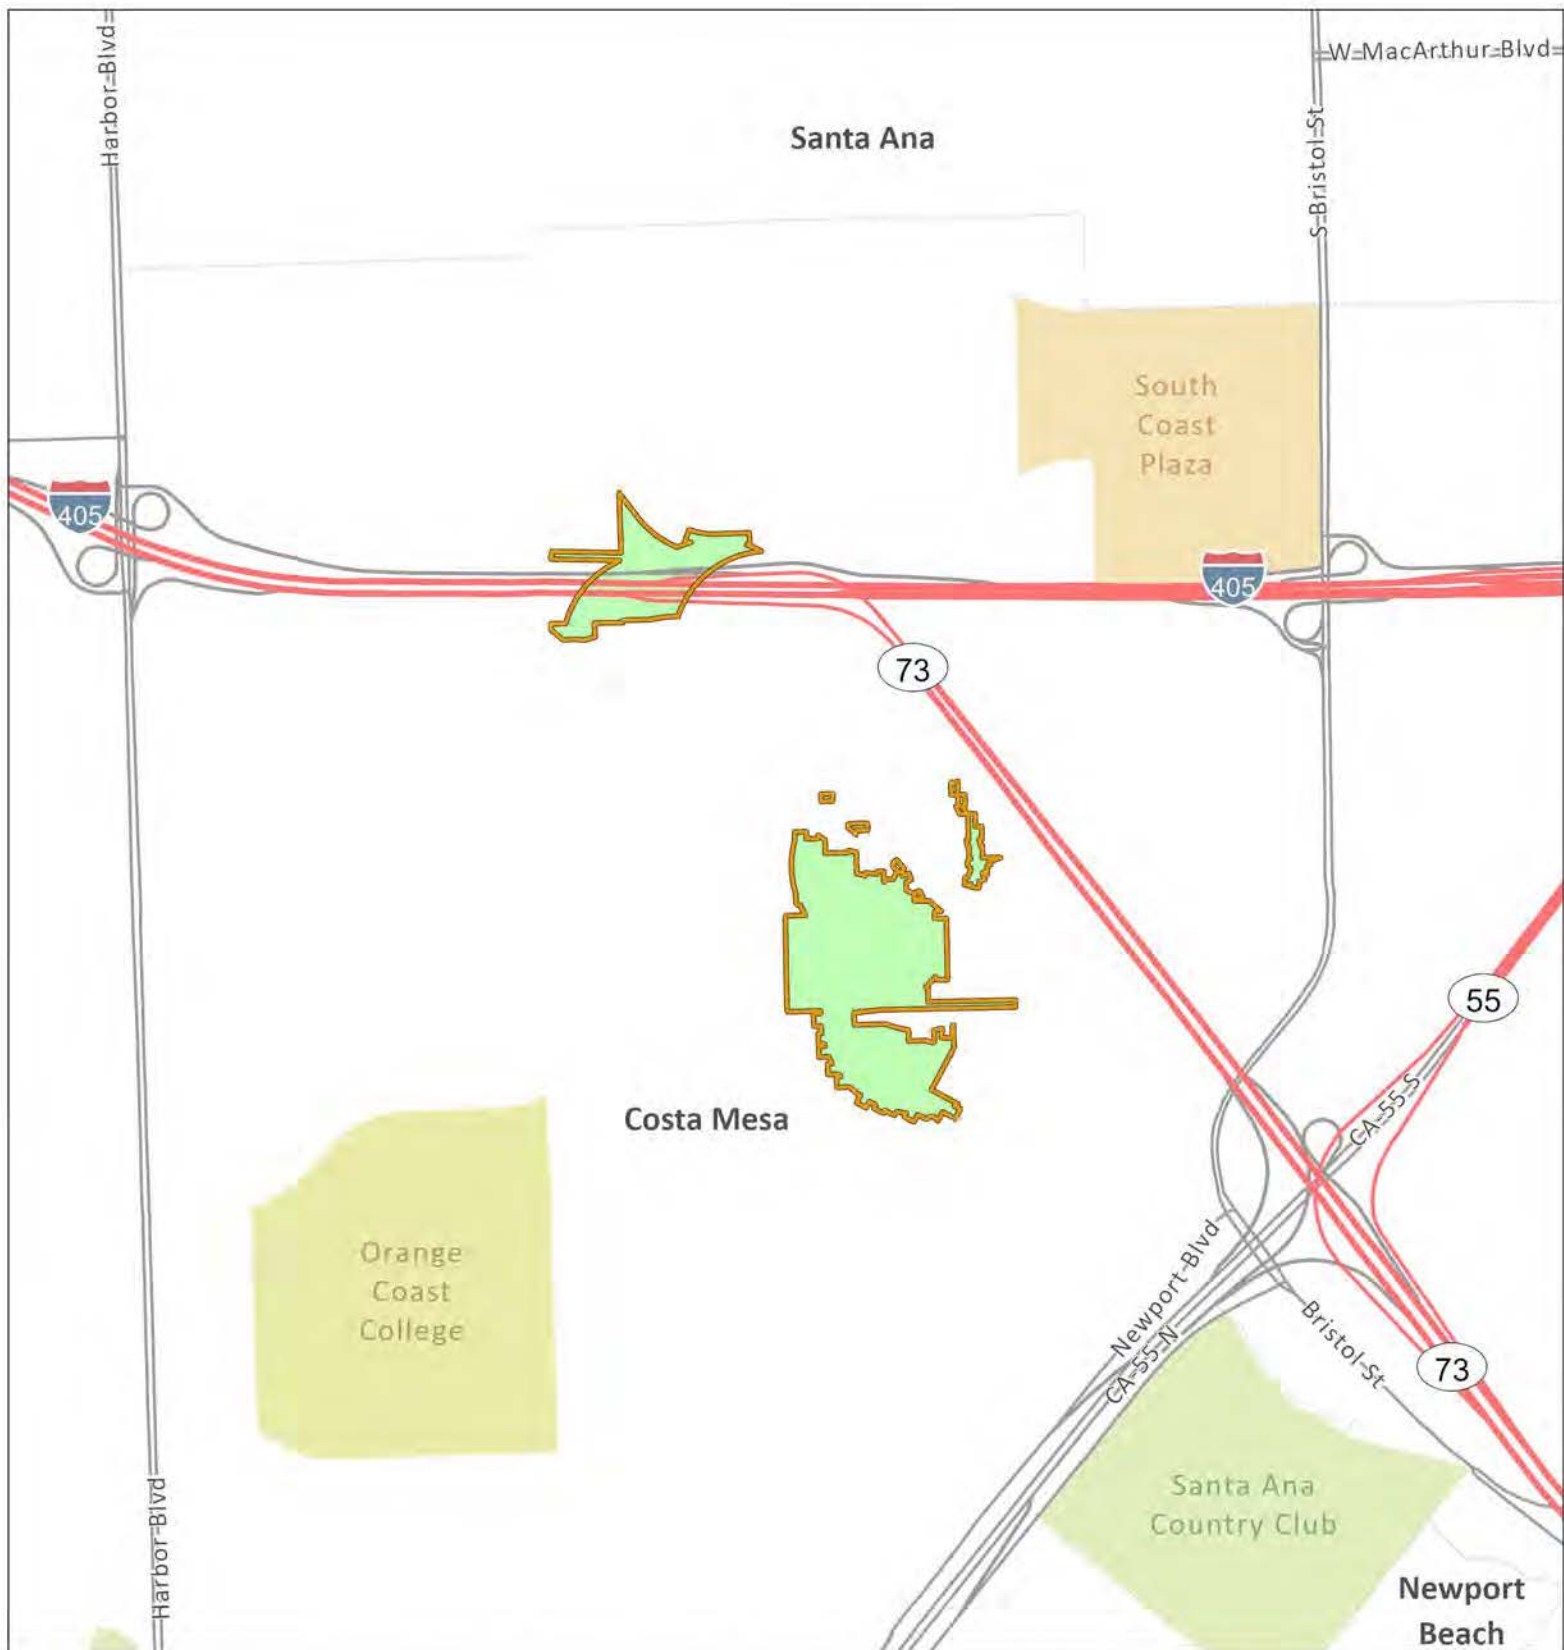 Harbor Blvd
W MacArthur Blvd
Santa Ana
S Bristol St
South
Coast
Plaza
405
405
73
55
CA-55 S
Costa Mesa
Orange
Coast
College
Newport Blvd
CA-55 N
Bristol St
73
Santa Ana
Country Club
Harbor Blvd
Newport
Beach